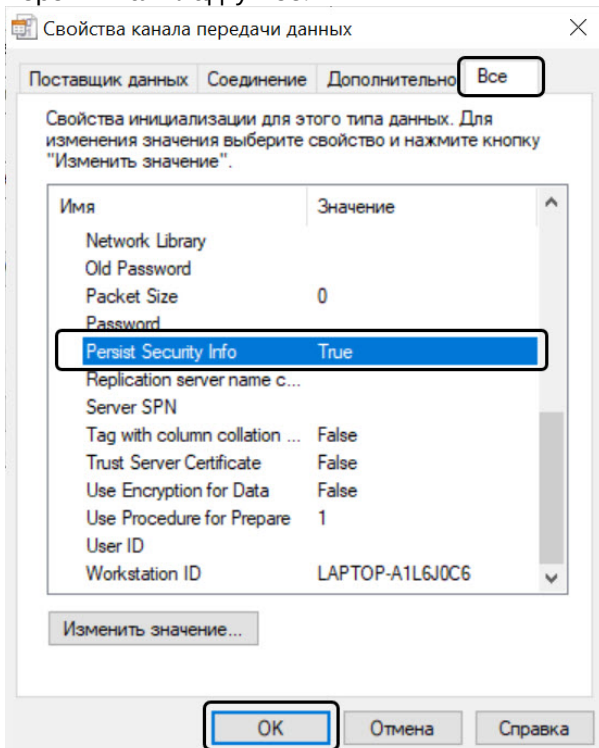 Свойства канала передачи данных
Поставщик данных Соединение Дополнительно Все
Свойства инициализации для этого типа данных. Для
изменения значения выберите свойство и нажмите кнопку
"Изменить значение".
Имя Значение
Network Library
Old Password
Packet Size 0
Password
Persist Security Info True
Replication server name c...
Server SPN
Tag with column collation ... False
Trust Server Certificate False
Use Encryption for Data False
Use Procedure for Prepare 1
User ID
Workstation ID LAPTOP-A1L6J0C6
Изменить значение...
ОК Отмена Справка